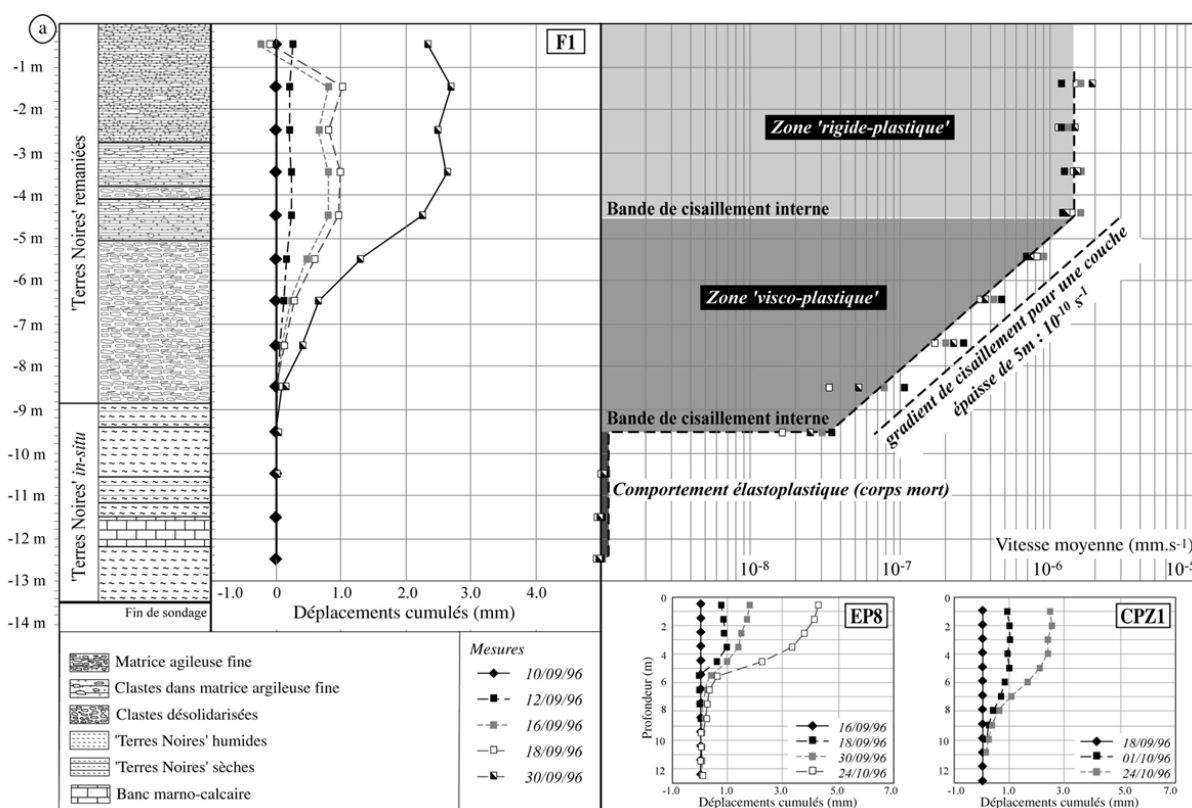 a
F1
-1 m
-2 m
-3 m
-4 m
-5 m
-6 m
-7 m
-8 m
-9 m
-10 m
-11 m
-12 m
-13 m
-14 m
'Terres Noires' remaniées
'Terres Noires' in-situ
Fin de sondage
-1.0 0 1.0 2.0 3.0 4.0
Déplacements cumulés (mm)
Zone 'rigide-plastique'
Bande de cisaillement interne
Zone 'visco-plastique'
Bande de cisaillement interne
gradient de cisaillement pour une couche
épaisse de 5m : 10-10 s-1
Comportement élastoplastique (corps mort)
Vitesse moyenne (mm.s-1)
10-8 10-7 10-6 10-5
Matrice agileuse fine
Clastes dans matrice argileuse fine
Clastes désolidarisées
'Terres Noires' humides
'Terres Noires' sèches
Banc marno-calcaire
Mesures
10/09/96
12/09/96
16/09/96
18/09/96
30/09/96
EP8
Profondeur (m)
0
2
4
6
8
10
12
16/09/96
18/09/96
30/09/96
24/10/96
-1.0 0 1.0 3.0 5.0 7.0
Déplacements cumulés (mm)
CPZ1
0
2
4
6
8
10
12
18/09/96
01/10/96
24/10/96
-1.0 0 1.0 3.0 5.0 7.0
Déplacements cumulés (mm)